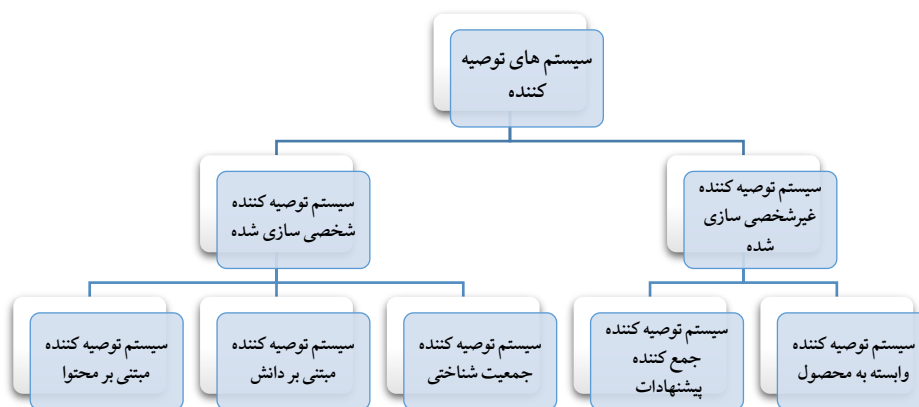 سیستم های توصیه
کننده
سیستم توصیه کننده
غیرشخصی سازی
شده
سیستم توصیه کننده
شخصی سازی شده
سیستم توصیه کننده
وابسته به محصول
سیستم توصیه کننده
جمع کننده
پیشنهادات
سیستم توصیه کننده
جمعیت شناختی
سیستم توصیه کننده
مبتنی بر دانش
سیستم توصیه کننده
مبتنی بر محتوا